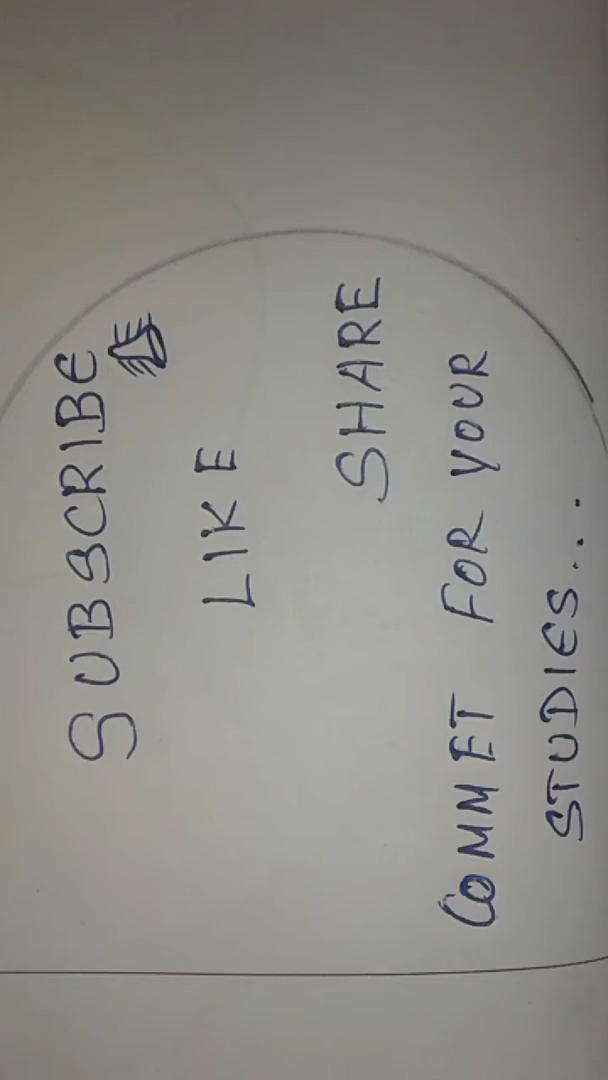 SUBSCRIBE
LIKE
SHARE
COMMET FOR YOUR
STUDIES....